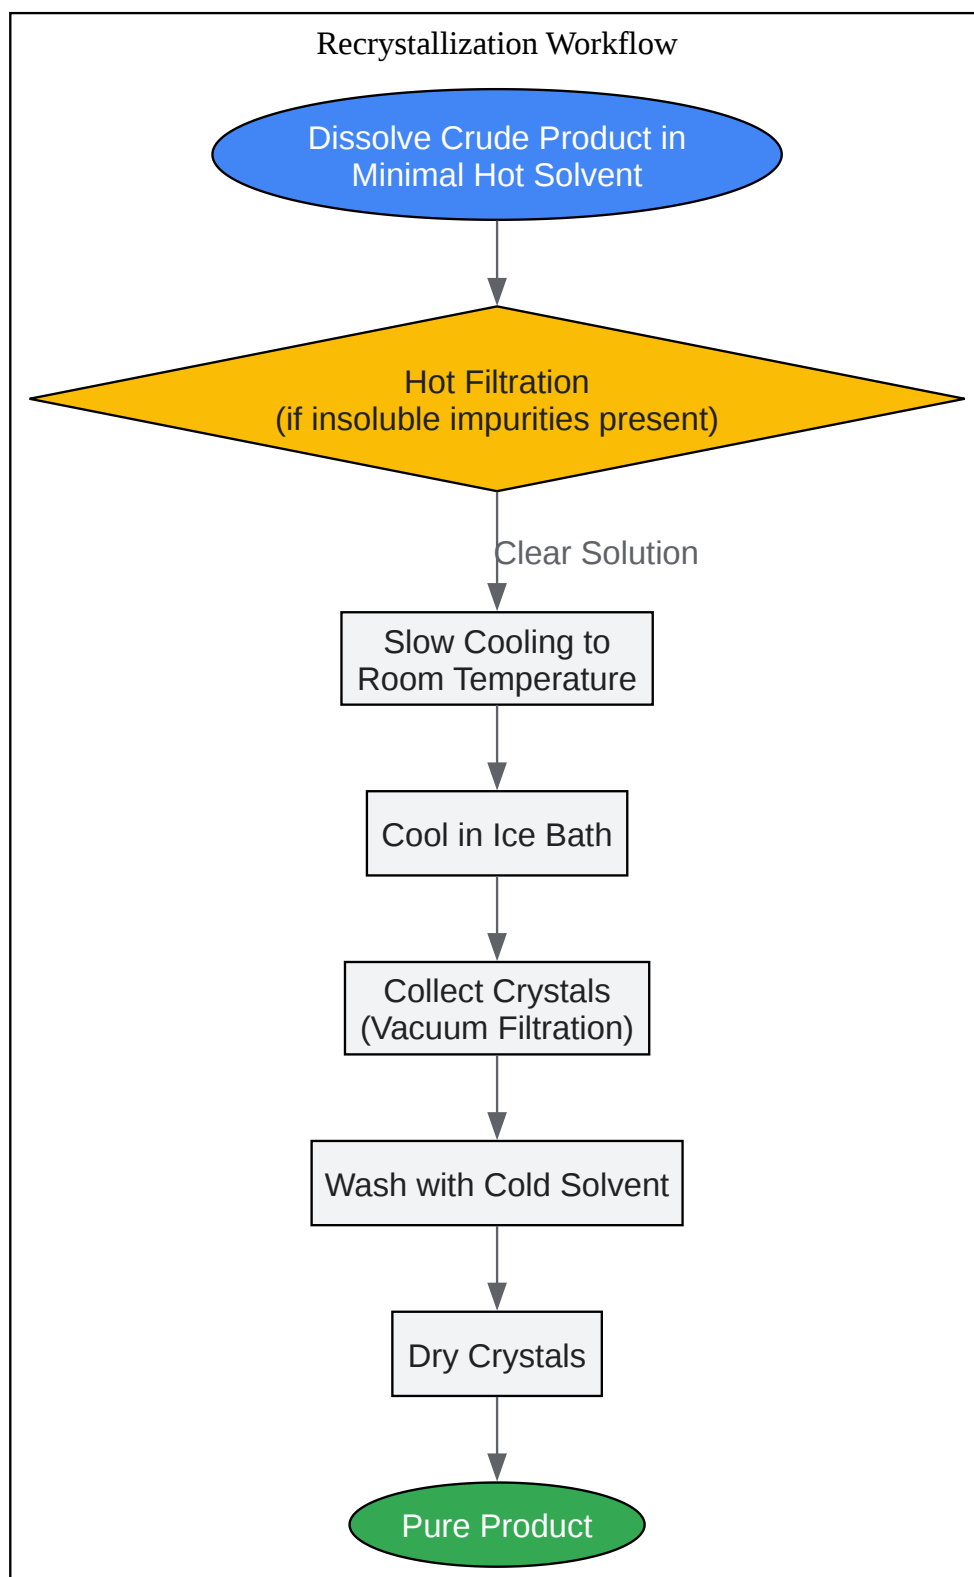 Recrystallization Workflow
Dissolve Crude Product in
Minimal Hot Solvent
Hot Filtration
(if insoluble impurities present)
Clear Solution
Slow Cooling to
Room Temperature
Cool in Ice Bath
Collect Crystals
(Vacuum Filtration)
Wash with Cold Solvent
Dry Crystals
Pure Product